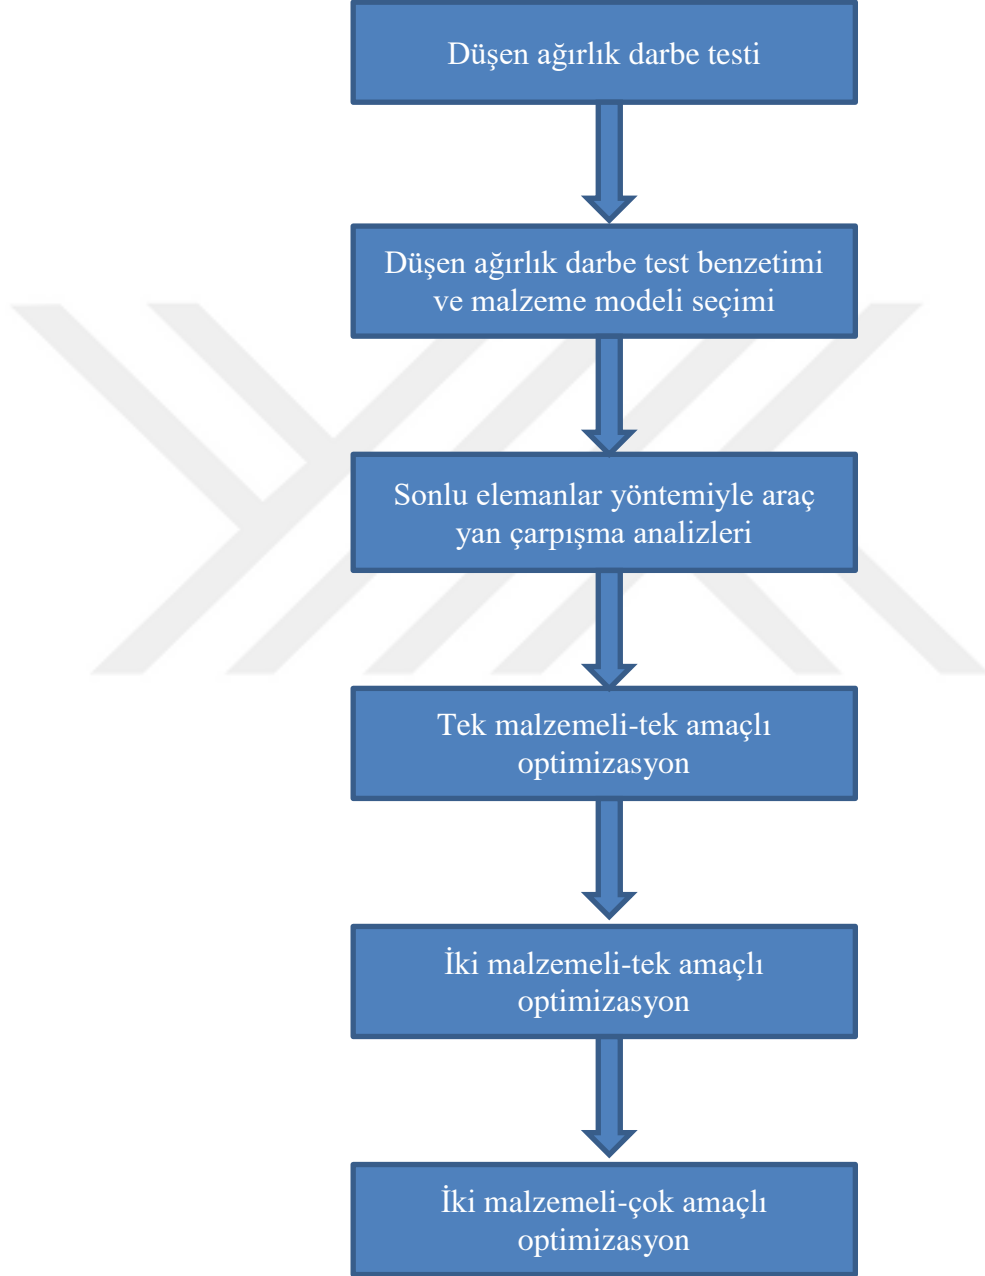 Düşen ağırlık darbe testi
Düşen ağırlık darbe test benzetimi
ve malzeme modeli seçimi
Sonlu elemanlar yöntemiyle araç
yan çarpışma analizleri
Tek malzemeli-tek amaçlı
optimizasyon
İki malzemeli-tek amaçlı
optimizasyon
İki malzemeli-çok amaçlı
optimizasyon